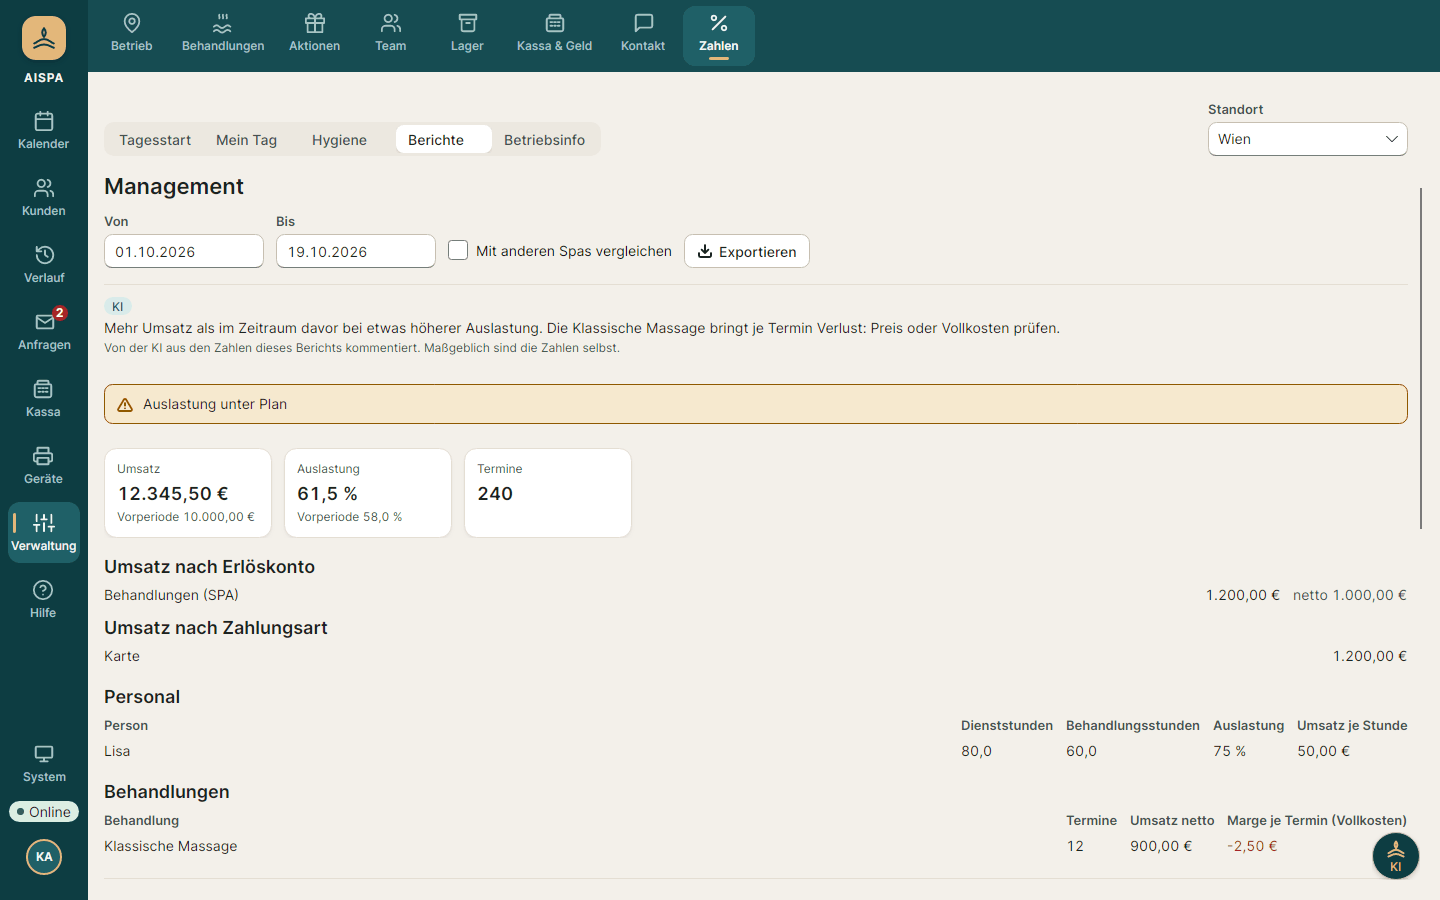 AISPA
Kalender
Kunden
Verlauf
2
Anfragen
Kassa
Geräte
Verwaltung
Hilfe
System
Online
KA
Betrieb
Behandlungen
Aktionen
Team
Lager
Kassa & Geld
Kontakt
Zahlen
Standort
Wien
Tagesstart
Mein Tag
Hygiene
Berichte
Betriebsinfo
Management
Von
Bis
01.10.2026
19.10.2026
Mit anderen Spas vergleichen
Exportieren
KI
Mehr Umsatz als im Zeitraum davor bei etwas höherer Auslastung. Die Klassische Massage bringt je Termin Verlust: Preis oder Vollkosten prüfen.
Von der KI aus den Zahlen dieses Berichts kommentiert. Maßgeblich sind die Zahlen selbst.
Auslastung unter Plan
Umsatz
12.345,50 €
Vorperiode 10.000,00 €
Auslastung
61,5 %
Vorperiode 58,0 %
Termine
240
Umsatz nach Erlöskonto
Behandlungen (SPA) 1.200,00 € netto 1.000,00 €
Umsatz nach Zahlungsart
Karte 1.200,00 €
Personal
Person Dienststunden Behandlungsstunden Auslastung Umsatz je Stunde
Lisa 80,0 60,0 75 % 50,00 €
Behandlungen
Behandlung Termine Umsatz netto Marge je Termin (Vollkosten)
Klassische Massage 12 900,00 € -2,50 €
KI